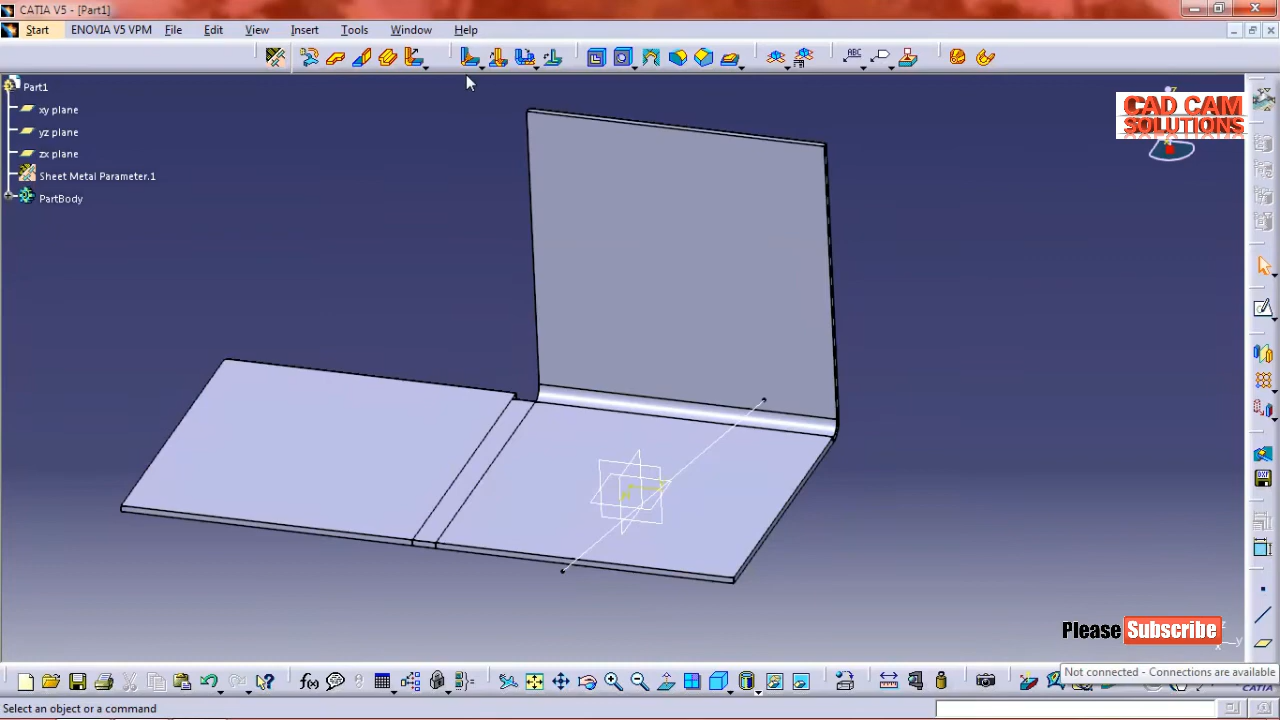 CATIA V5 - [Part1]
Start ENOVIA V5 VPM File Edit View Insert Tools Window Help
ABC
Part1
xy plane
yz plane
zx plane
Sheet Metal Parameter.1
PartBody
CAD CAM
SOLUTIONS
Please Subscribe
Not connected - Connections are available
f(x)
CATIA
Select an object or a command